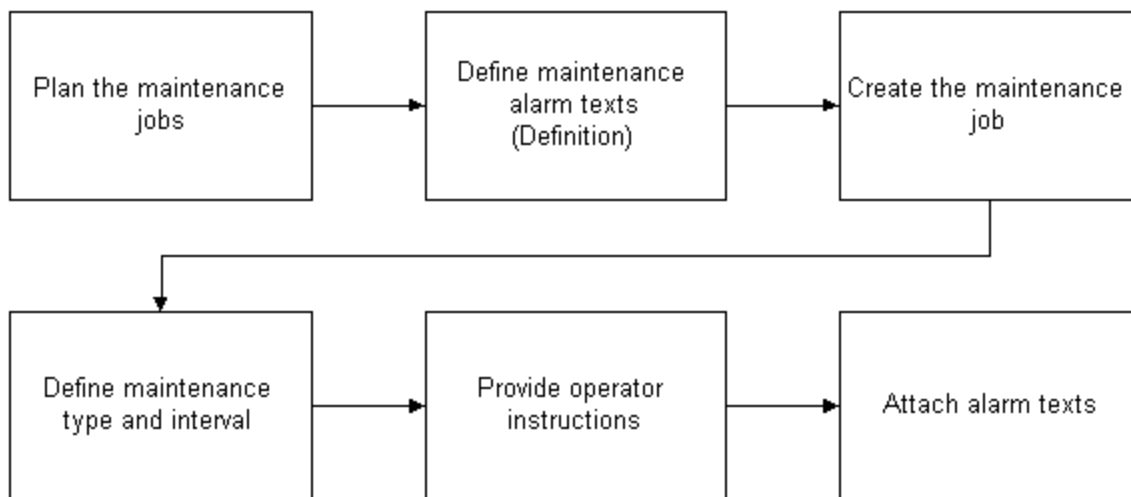 Plan the maintenance
jobs
Define maintenance
alarm texts
(Definition)
Create the maintenance
job
Define maintenance
type and interval
Provide operator
instructions
Attach alarm texts